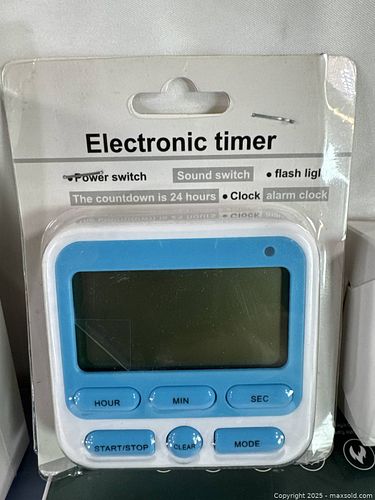 Electronic timer
•Power switch Sound switch • flash ligh
The countdown is 24 hours • Clock alarm clock
HOUR MIN SEC
START/STOP CLEAR MODE
Copyright 2025 - maxsold.com